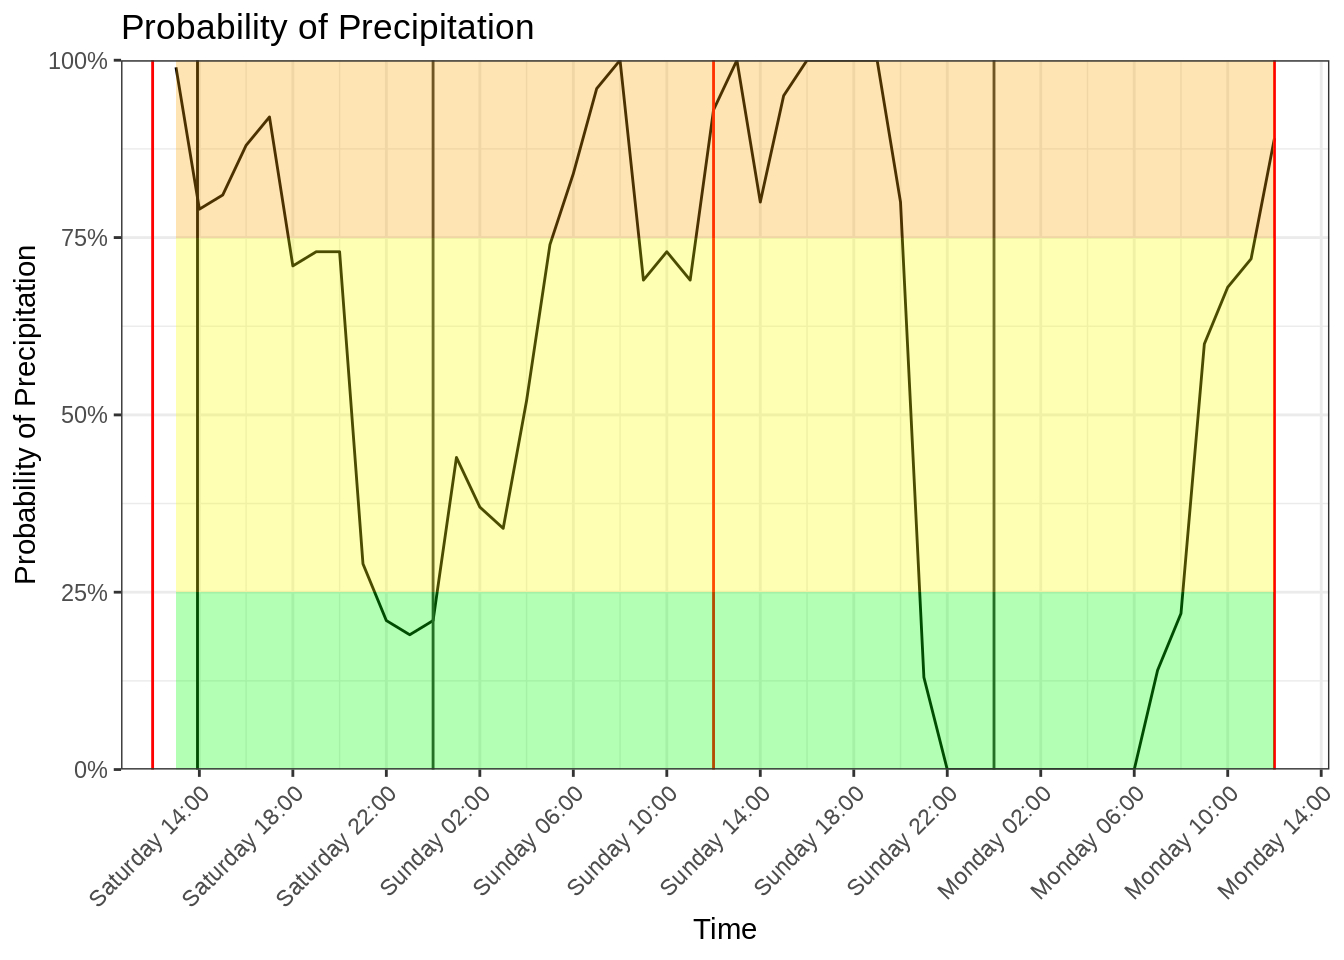 Probability of Precipitation
Probability of Precipitation
100%
75%
50%
25%
0%
Saturday 14:00
Saturday 18:00
Saturday 22:00
Sunday 02:00
Sunday 06:00
Sunday 10:00
Sunday 14:00
Sunday 18:00
Sunday 22:00
Monday 02:00
Monday 06:00
Monday 10:00
Monday 14:00
Time